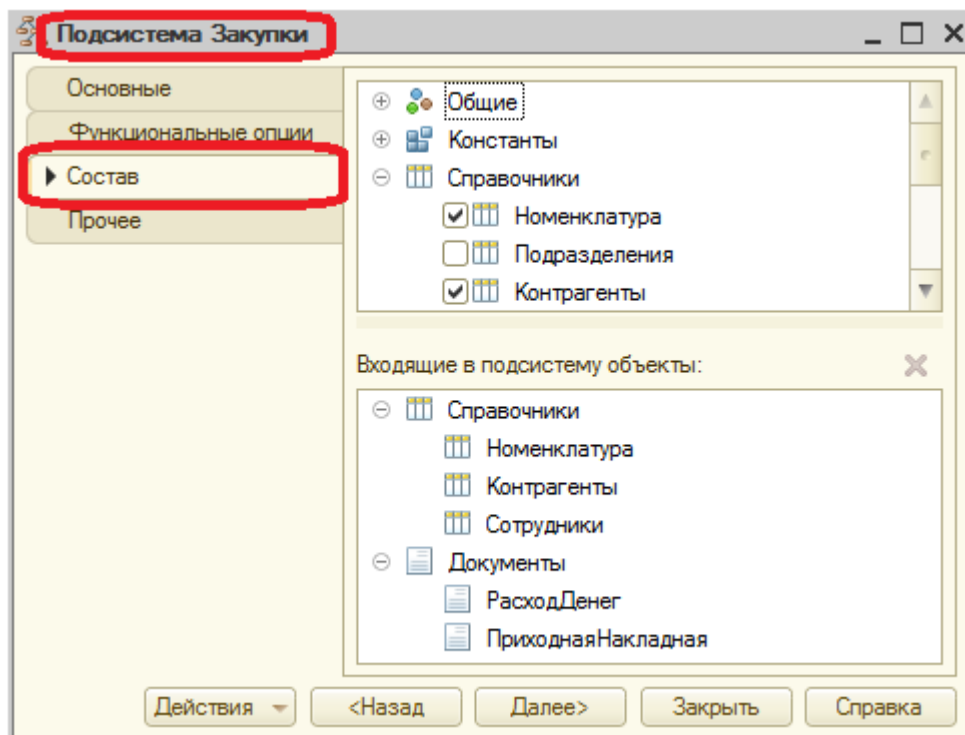 Подсистема Закупки
Основные
Функциональные опции
Состав
Прочее
Общие
Константы
Справочники
Номенклатура
Подразделения
Контрагенты
Входящие в подсистему объекты:
Справочники
Номенклатура
Контрагенты
Сотрудники
Документы
РасходДенег
ПриходнаяНакладная
Действия <Назад Далее> Закрыть Справка